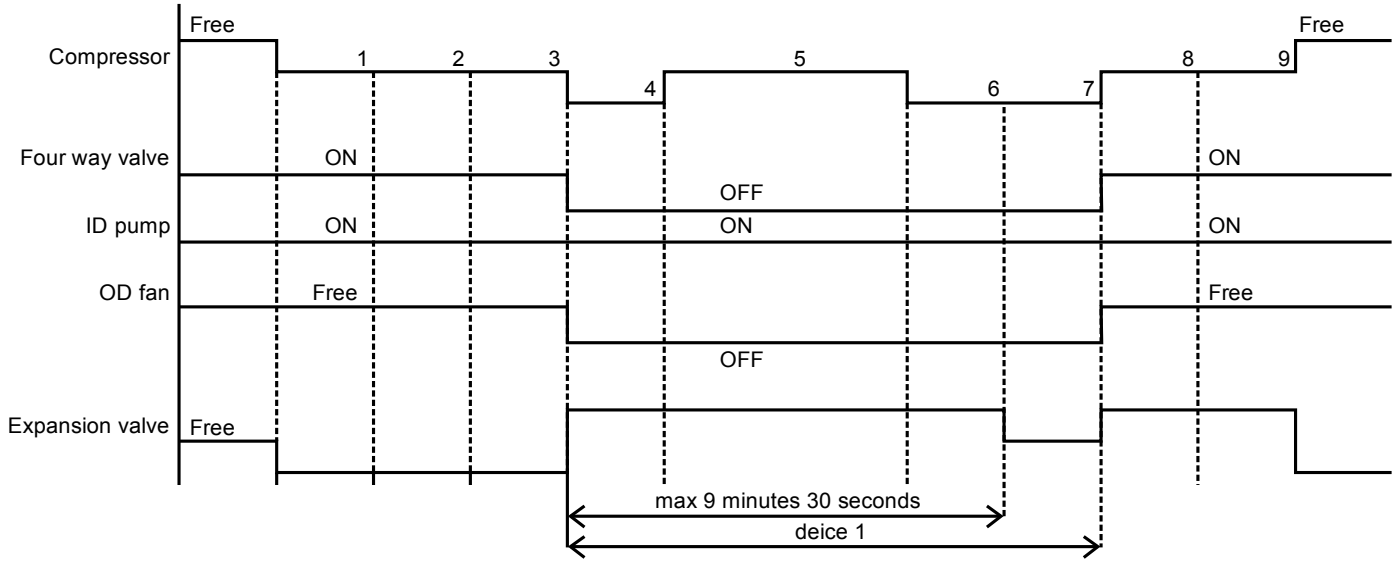 Free Free
Compressor 1 2 3 4 5 6 7 8 9
Four way valve ON OFF ON
ID pump ON ON ON
OD fan Free OFF Free
Expansion valve Free
max 9 minutes 30 seconds
deice 1